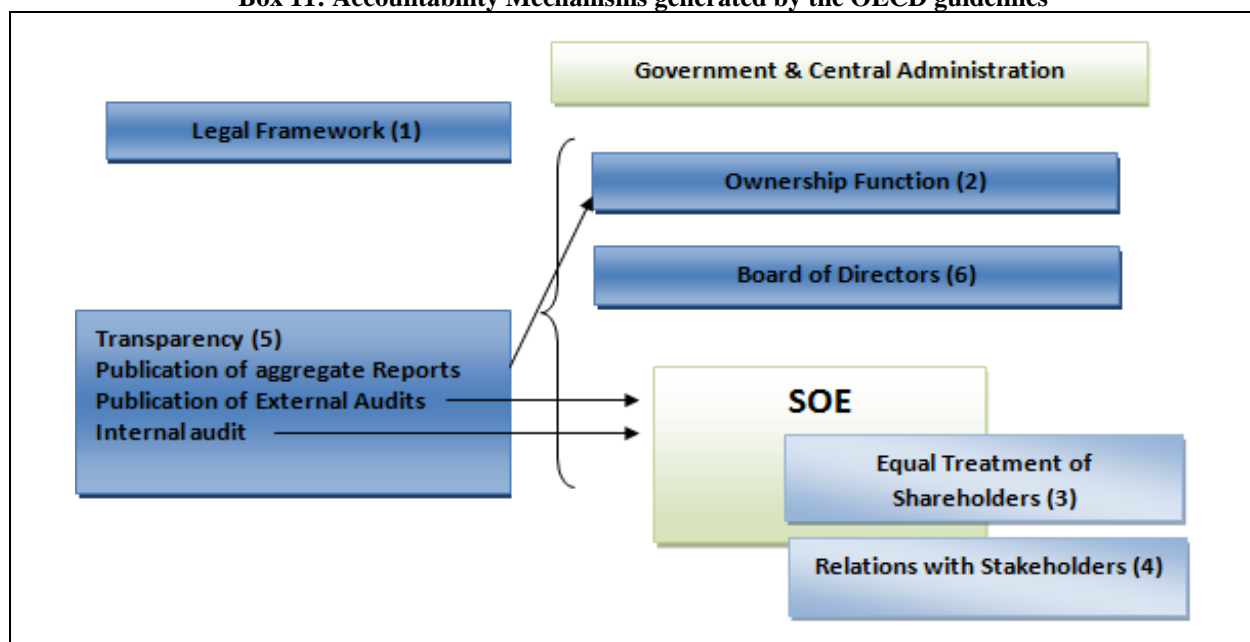 Box 11: Accountability Mechanisms generated by the OECD guidelines
Government & Central Administration
Legal Framework (1)
Ownership Function (2)
Board of Directors (6)
Transparency (5)
Publication of aggregate Reports
Publication of External Audits
Internal audit
SOE
Equal Treatment of
Shareholders (3)
Relations with Stakeholders (4)